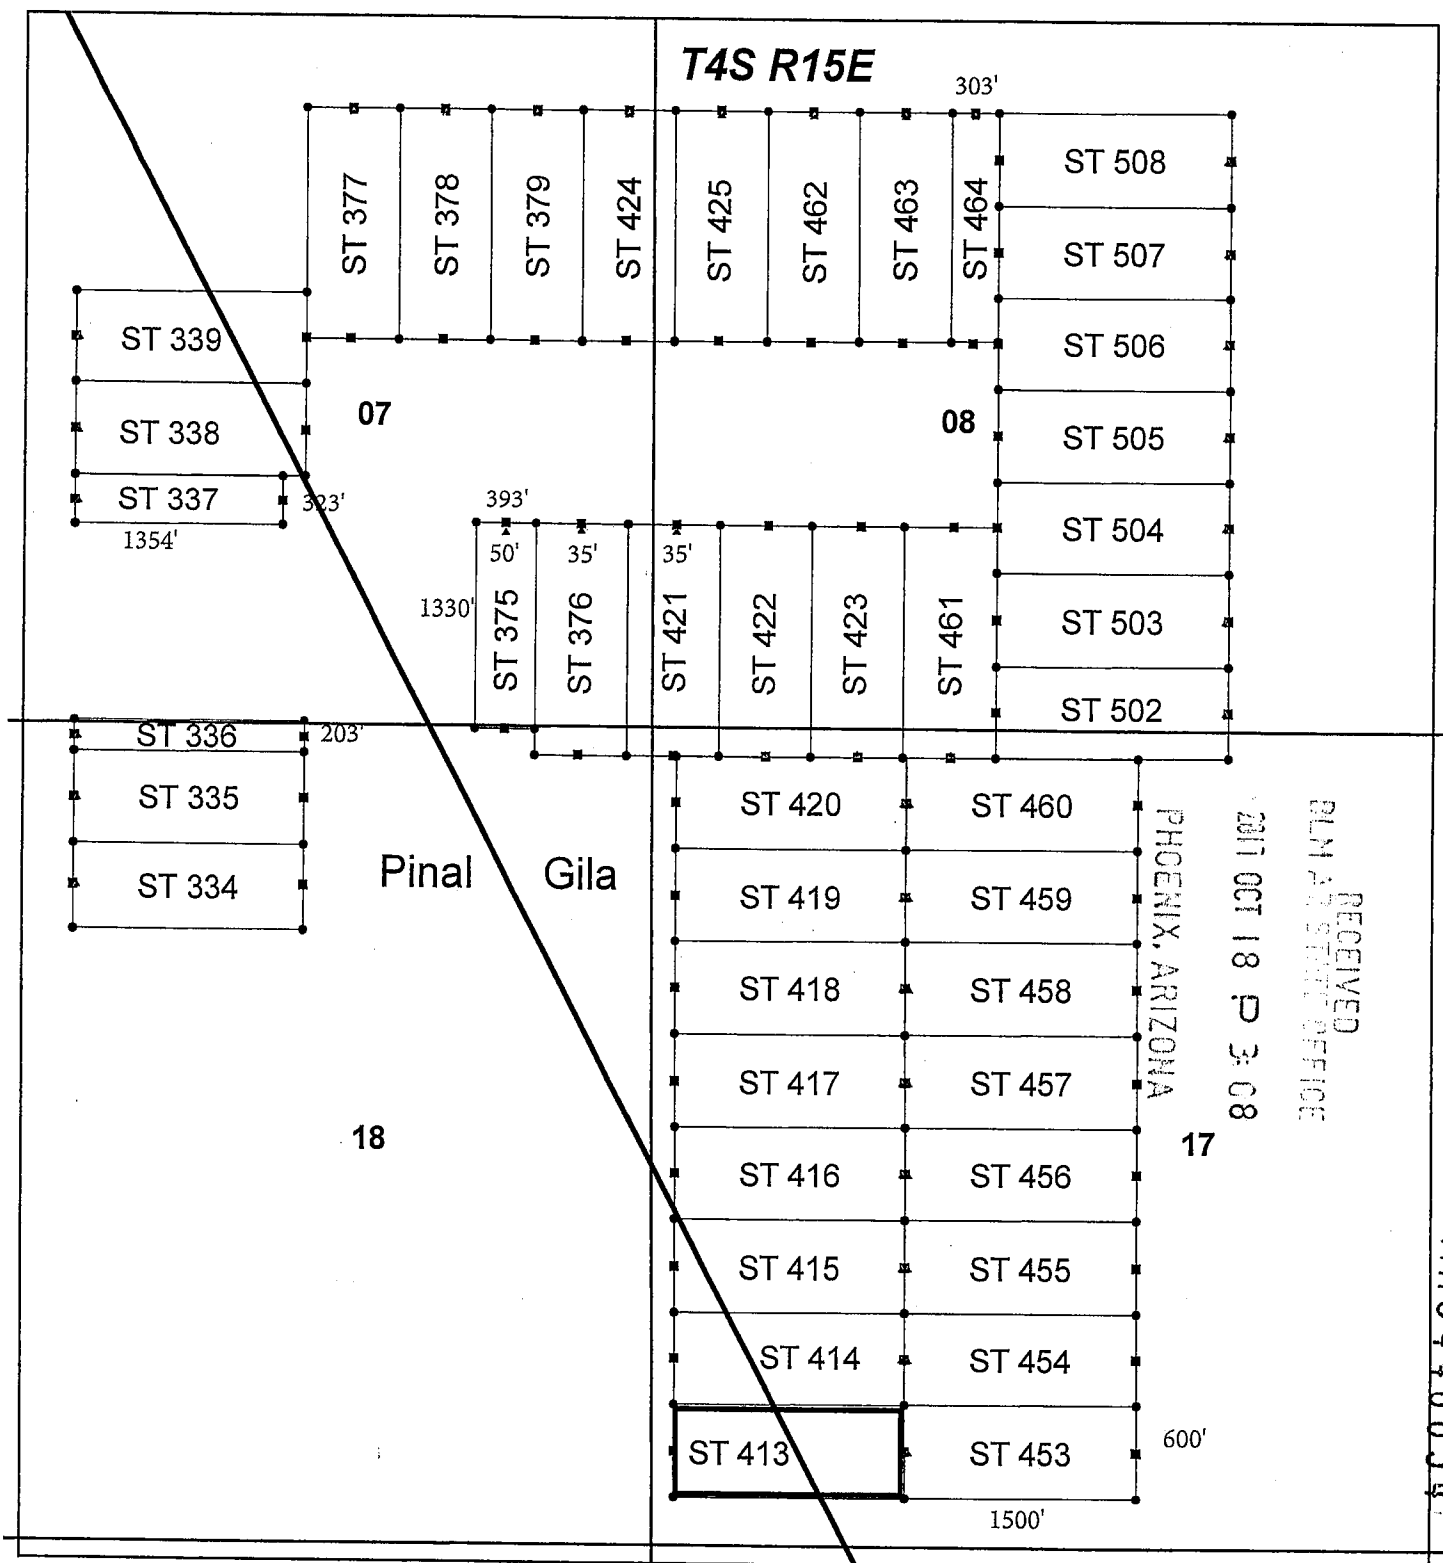 T4S R15E
303'
ST 377
ST 378
ST 379
ST 424
ST 425
ST 462
ST 463
ST 464
ST 508
ST 507
ST 506
ST 505
ST 504
ST 503
ST 502
ST 339
ST 338
ST 337
323'
1354'
07
08
393'
50'
35'
35'
1330'
ST 375
ST 376
ST 421
ST 422
ST 423
ST 461
ST 336
203'
ST 335
ST 334
Pinal
Gila
ST 420
ST 460
ST 419
ST 459
ST 418
ST 458
ST 417
ST 457
ST 416
ST 456
ST 415
ST 455
ST 414
ST 454
ST 413
ST 453
18
17
600'
1500'
RECEIVED
BLM AZ STATE OFFICE
2017 OCT 18 P 3:08
PHOENIX, ARIZONA